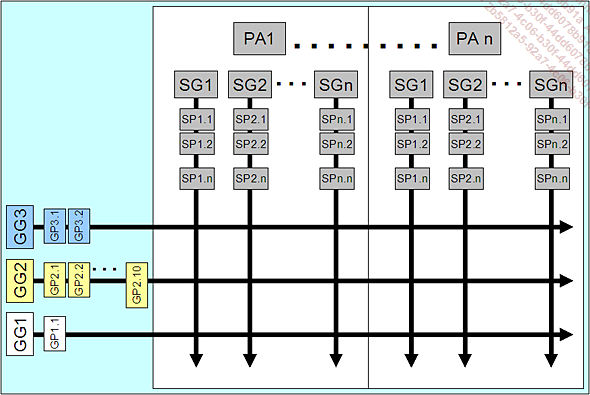 PA1 ........ PA n
SG1 SG2 ... SGn SG1 SG2 ... SGn
SP1.1 SP2.1 SPn.1 SP1.1 SP2.1 SPn.1
SP1.2 SP2.2 SPn.2 SP1.2 SP2.2 SPn.2
SP1.n SP2.n SPn.n SP1.n SP2.n SPn.n
GG3 GP3.1 GP3.2
GG2 GP2.1 GP2.2 ... GP2.10
GG1 GP1.1